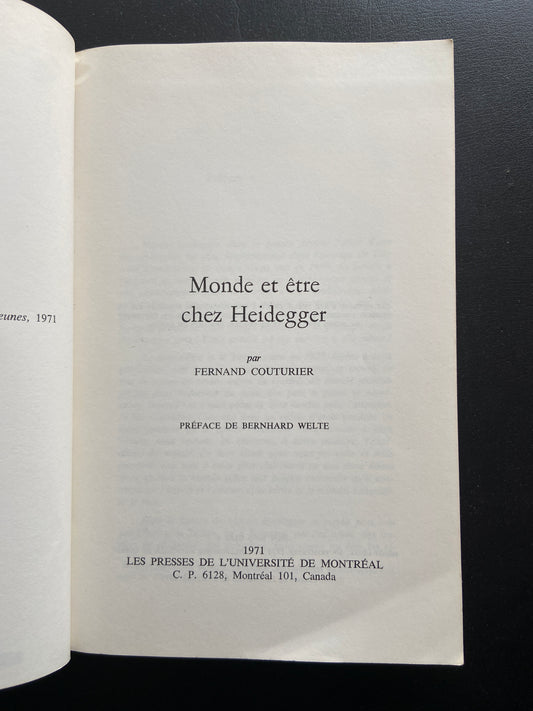 eunes, 1971
Monde et être
chez Heidegger
par
FERNAND COUTURIER
PRÉFACE DE BERNHARD WELTE
1971
LES PRESSES DE L'UNIVERSITÉ DE MONTRÉAL
C. P. 6128, Montréal 101, Canada